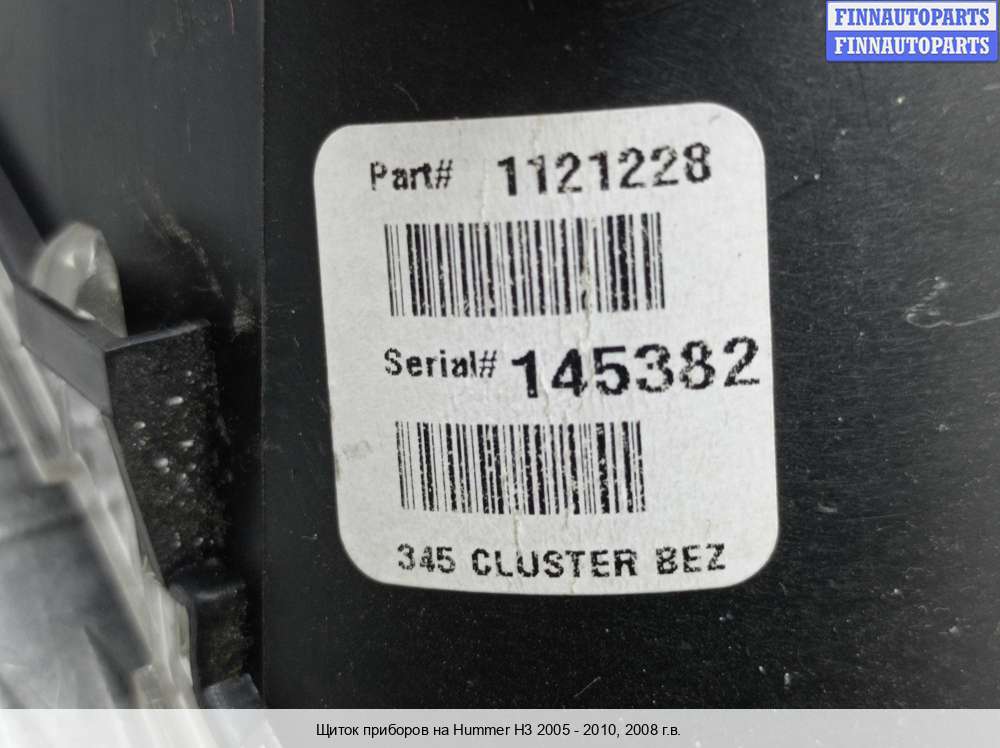 FINNAUTOPARTS
FINNAUTOPARTS
Part# 1121228
Serial# 145382
345 CLUSTER BEZ
Щиток приборов на Hummer H3 2005 - 2010, 2008 г.в.